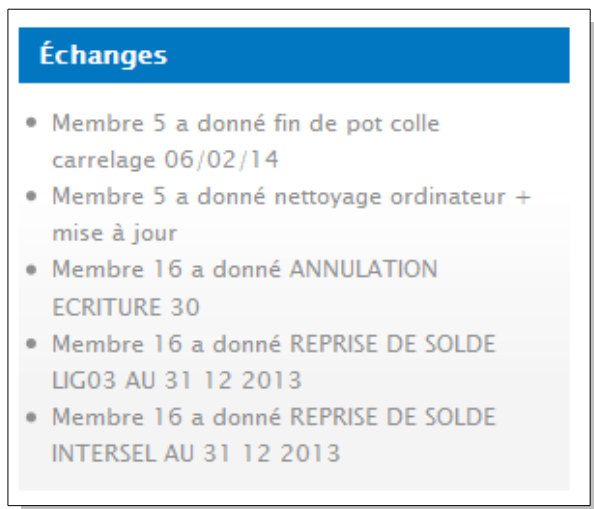 Échanges
• Membre 5 a donné fin de pot colle
carrelage 06/02/14
• Membre 5 a donné nettoyage ordinateur +
mise à jour
• Membre 16 a donné ANNULATION
ECRITURE 30
• Membre 16 a donné REPRISE DE SOLDE
LIG03 AU 31 12 2013
• Membre 16 a donné REPRISE DE SOLDE
INTERSEL AU 31 12 2013